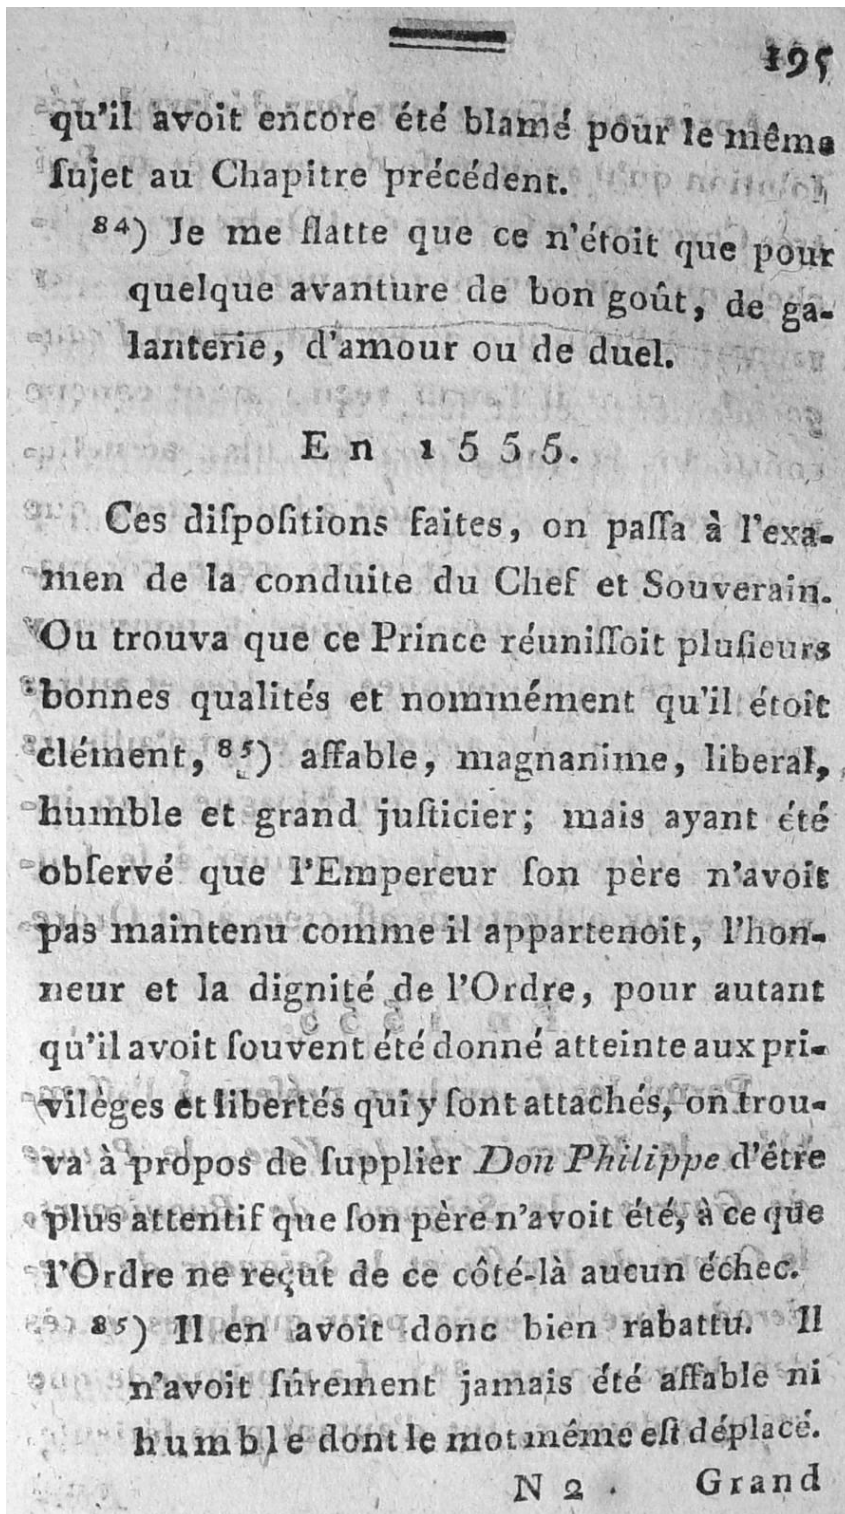 195
qu'il avoit encore été blamé pour le même
ſujet au Chapitre précédent.
84) Je me flatte que ce n'étoit que pour
quelque avanture de bon goût, de ga-
lanterie, d'amour ou de duel.
En 1555.
Ces diſpoſitions faites, on paſſa à l'exa-
men de la conduite du Chef et Souverain.
Ou trouva que ce Prince réuniſſoit pluſieurs
bonnes qualités et nommément qu'il étoit
clément, 85) affable, magnanime, liberal,
humble et grand juſticier; mais ayant été
obſervé que l'Empereur ſon père n'avoit
pas maintenu comme il appartenoit, l'hon-
neur et la dignité de l'Ordre, pour autant
qu'il avoit ſouvent été donné atteinte aux pri-
vilèges et libertés qui y ſont attachés, on trou-
va à propos de ſupplier Don Philippe d'être
plus attentif que ſon père n'avoit été, à ce que
l'Ordre ne reçut de ce côté-là aucun échec.
85) Il en avoit donc bien rabattu. Il
n'avoit ſûrement jamais été affable ni
humble dont le mot même eſt déplacé.
N 2. Grand